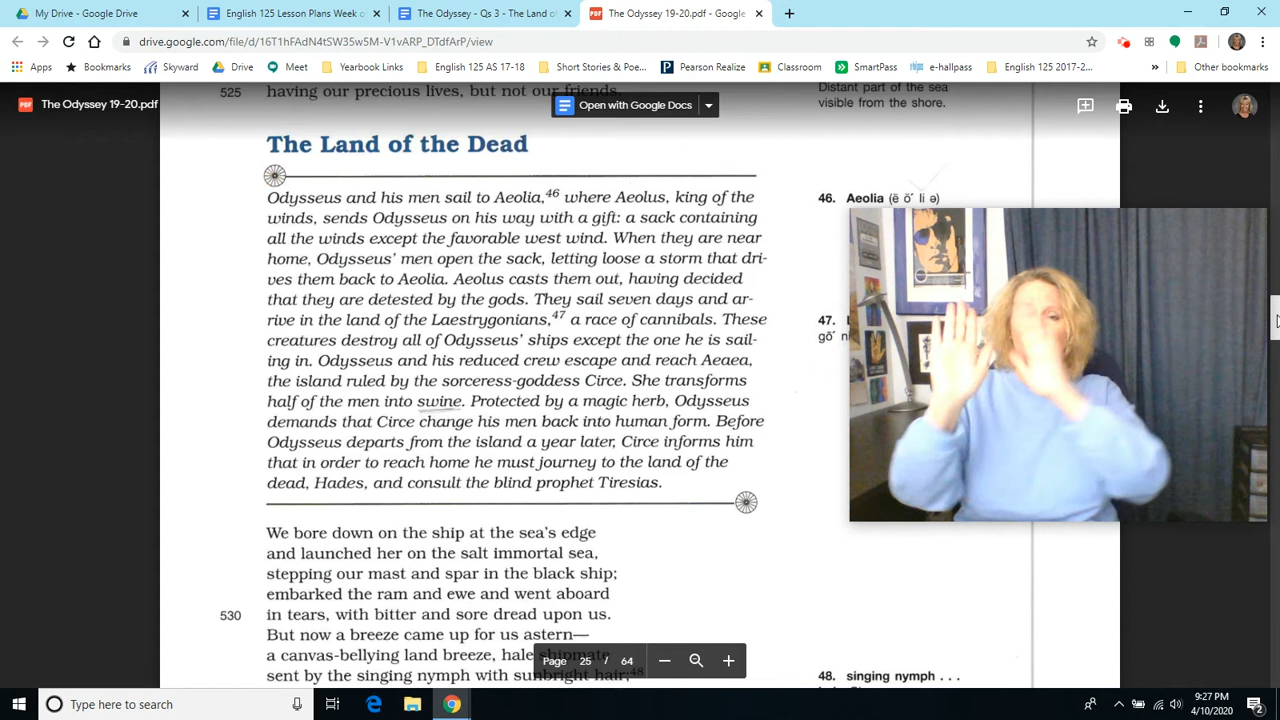 My Drive - Google Drive
English 125 Lesson Plans Week o
The Odyssey - Qs 3 - The Land of
The Odyssey 19-20.pdf - Google
drive.google.com/file/d/16T1hFAdN4tSW35w5M-V1vARP_DTdfArP/view
Apps Bookmarks Skyward Drive Meet Yearbook Links English 125 AS 17-18 Short Stories & Poe... Pearson Realize Classroom SmartPass e-hallpass English 125 2017-2... » Other bookmarks
PDF The Odyssey 19-20.pdf
Open with Google Docs
525 having our precious lives, but not our friends.
Distant part of the sea
visible from the shore.
The Land of the Dead
Odysseus and his men sail to Aeolia,46 where Aeolus, king of the
winds, sends Odysseus on his way with a gift: a sack containing
all the winds except the favorable west wind. When they are near
home, Odysseus' men open the sack, letting loose a storm that dri-
ves them back to Aeolia. Aeolus casts them out, having decided
that they are detested by the gods. They sail seven days and ar-
rive in the land of the Laestrygonians,47 a race of cannibals. These
creatures destroy all of Odysseus' ships except the one he is sail-
ing in. Odysseus and his reduced crew escape and reach Aeaea,
the island ruled by the sorceress-goddess Circe. She transforms
half of the men into swine. Protected by a magic herb, Odysseus
demands that Circe change his men back into human form. Before
Odysseus departs from the island a year later, Circe informs him
that in order to reach home he must journey to the land of the
dead, Hades, and consult the blind prophet Tiresias.
46. Aeolia (ē ō´ li ə)
47.
gō´ ni
We bore down on the ship at the sea's edge
and launched her on the salt immortal sea,
stepping our mast and spar in the black ship;
embarked the ram and ewe and went aboard
530 in tears, with bitter and sore dread upon us.
But now a breeze came up for us astern—
a canvas-bellying land breeze, hale shipmate
sent by the singing nymph with sunbright hair;48
48. singing nymph . . .
Page 25 / 64
Type here to search
9:27 PM
4/10/2020
2